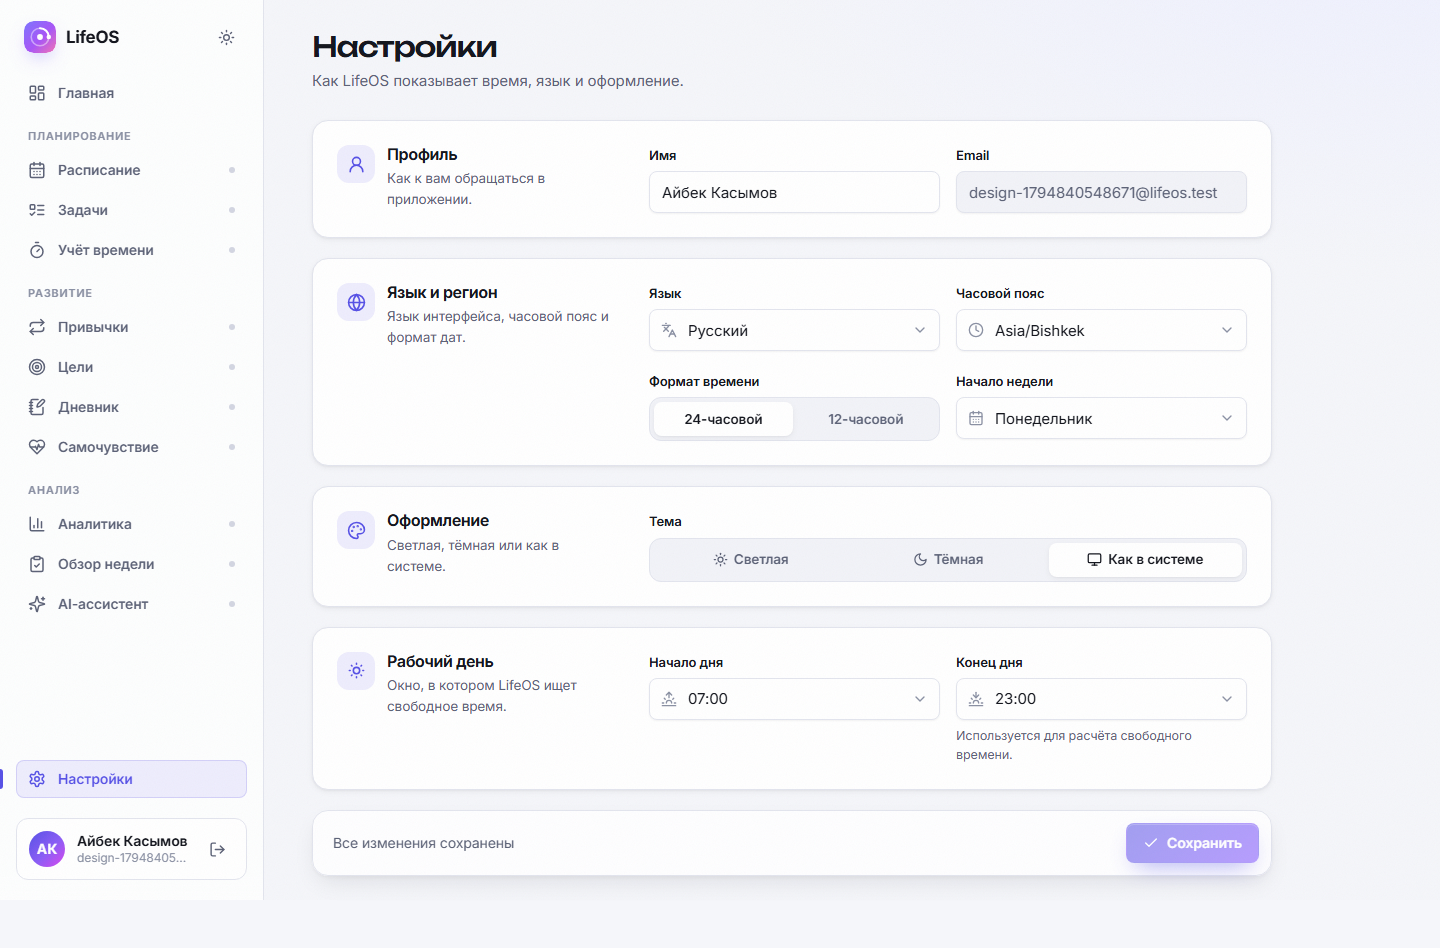 LifeOS
Главная
ПЛАНИРОВАНИЕ
Расписание
Задачи
Учёт времени
РАЗВИТИЕ
Привычки
Цели
Дневник
Самочувствие
АНАЛИЗ
Аналитика
Обзор недели
AI-ассистент
Настройки
АК
Айбек Касымов
design-17948405...
Настройки
Как LifeOS показывает время, язык и оформление.
Профиль
Как к вам обращаться в
приложении.
Имя
Айбек Касымов
Email
design-1794840548671@lifeos.test
Язык и регион
Язык интерфейса, часовой пояс и
формат дат.
Язык
Русский
Часовой пояс
Asia/Bishkek
Формат времени
24-часовой
12-часовой
Начало недели
Понедельник
Оформление
Светлая, тёмная или как в
системе.
Тема
Светлая
Тёмная
Как в системе
Рабочий день
Окно, в котором LifeOS ищет
свободное время.
Начало дня
07:00
Конец дня
23:00
Используется для расчёта свободного
времени.
Все изменения сохранены
Сохранить